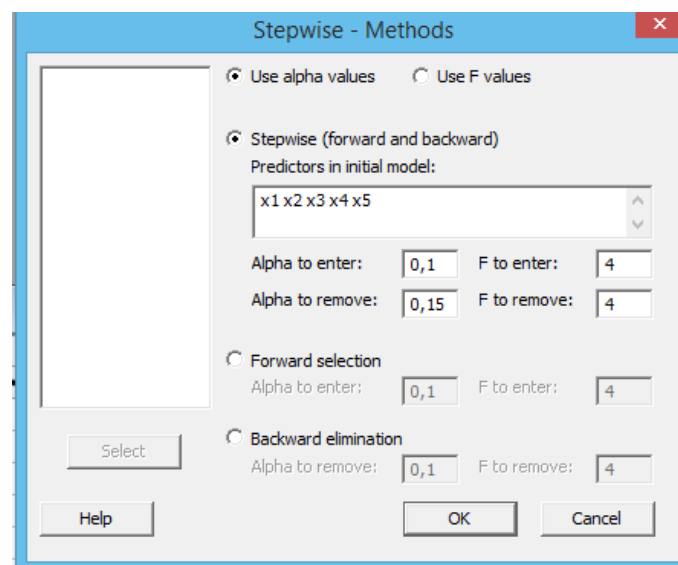 Stepwise - Methods
Use alpha values Use F values
Stepwise (forward and backward)
Predictors in initial model:
x1 x2 x3 x4 x5
Alpha to enter: 0,1 F to enter: 4
Alpha to remove: 0,15 F to remove: 4
Forward selection
Alpha to enter: 0,1 F to enter: 4
Backward elimination
Select
Alpha to remove: 0,1 F to remove: 4
Help OK Cancel